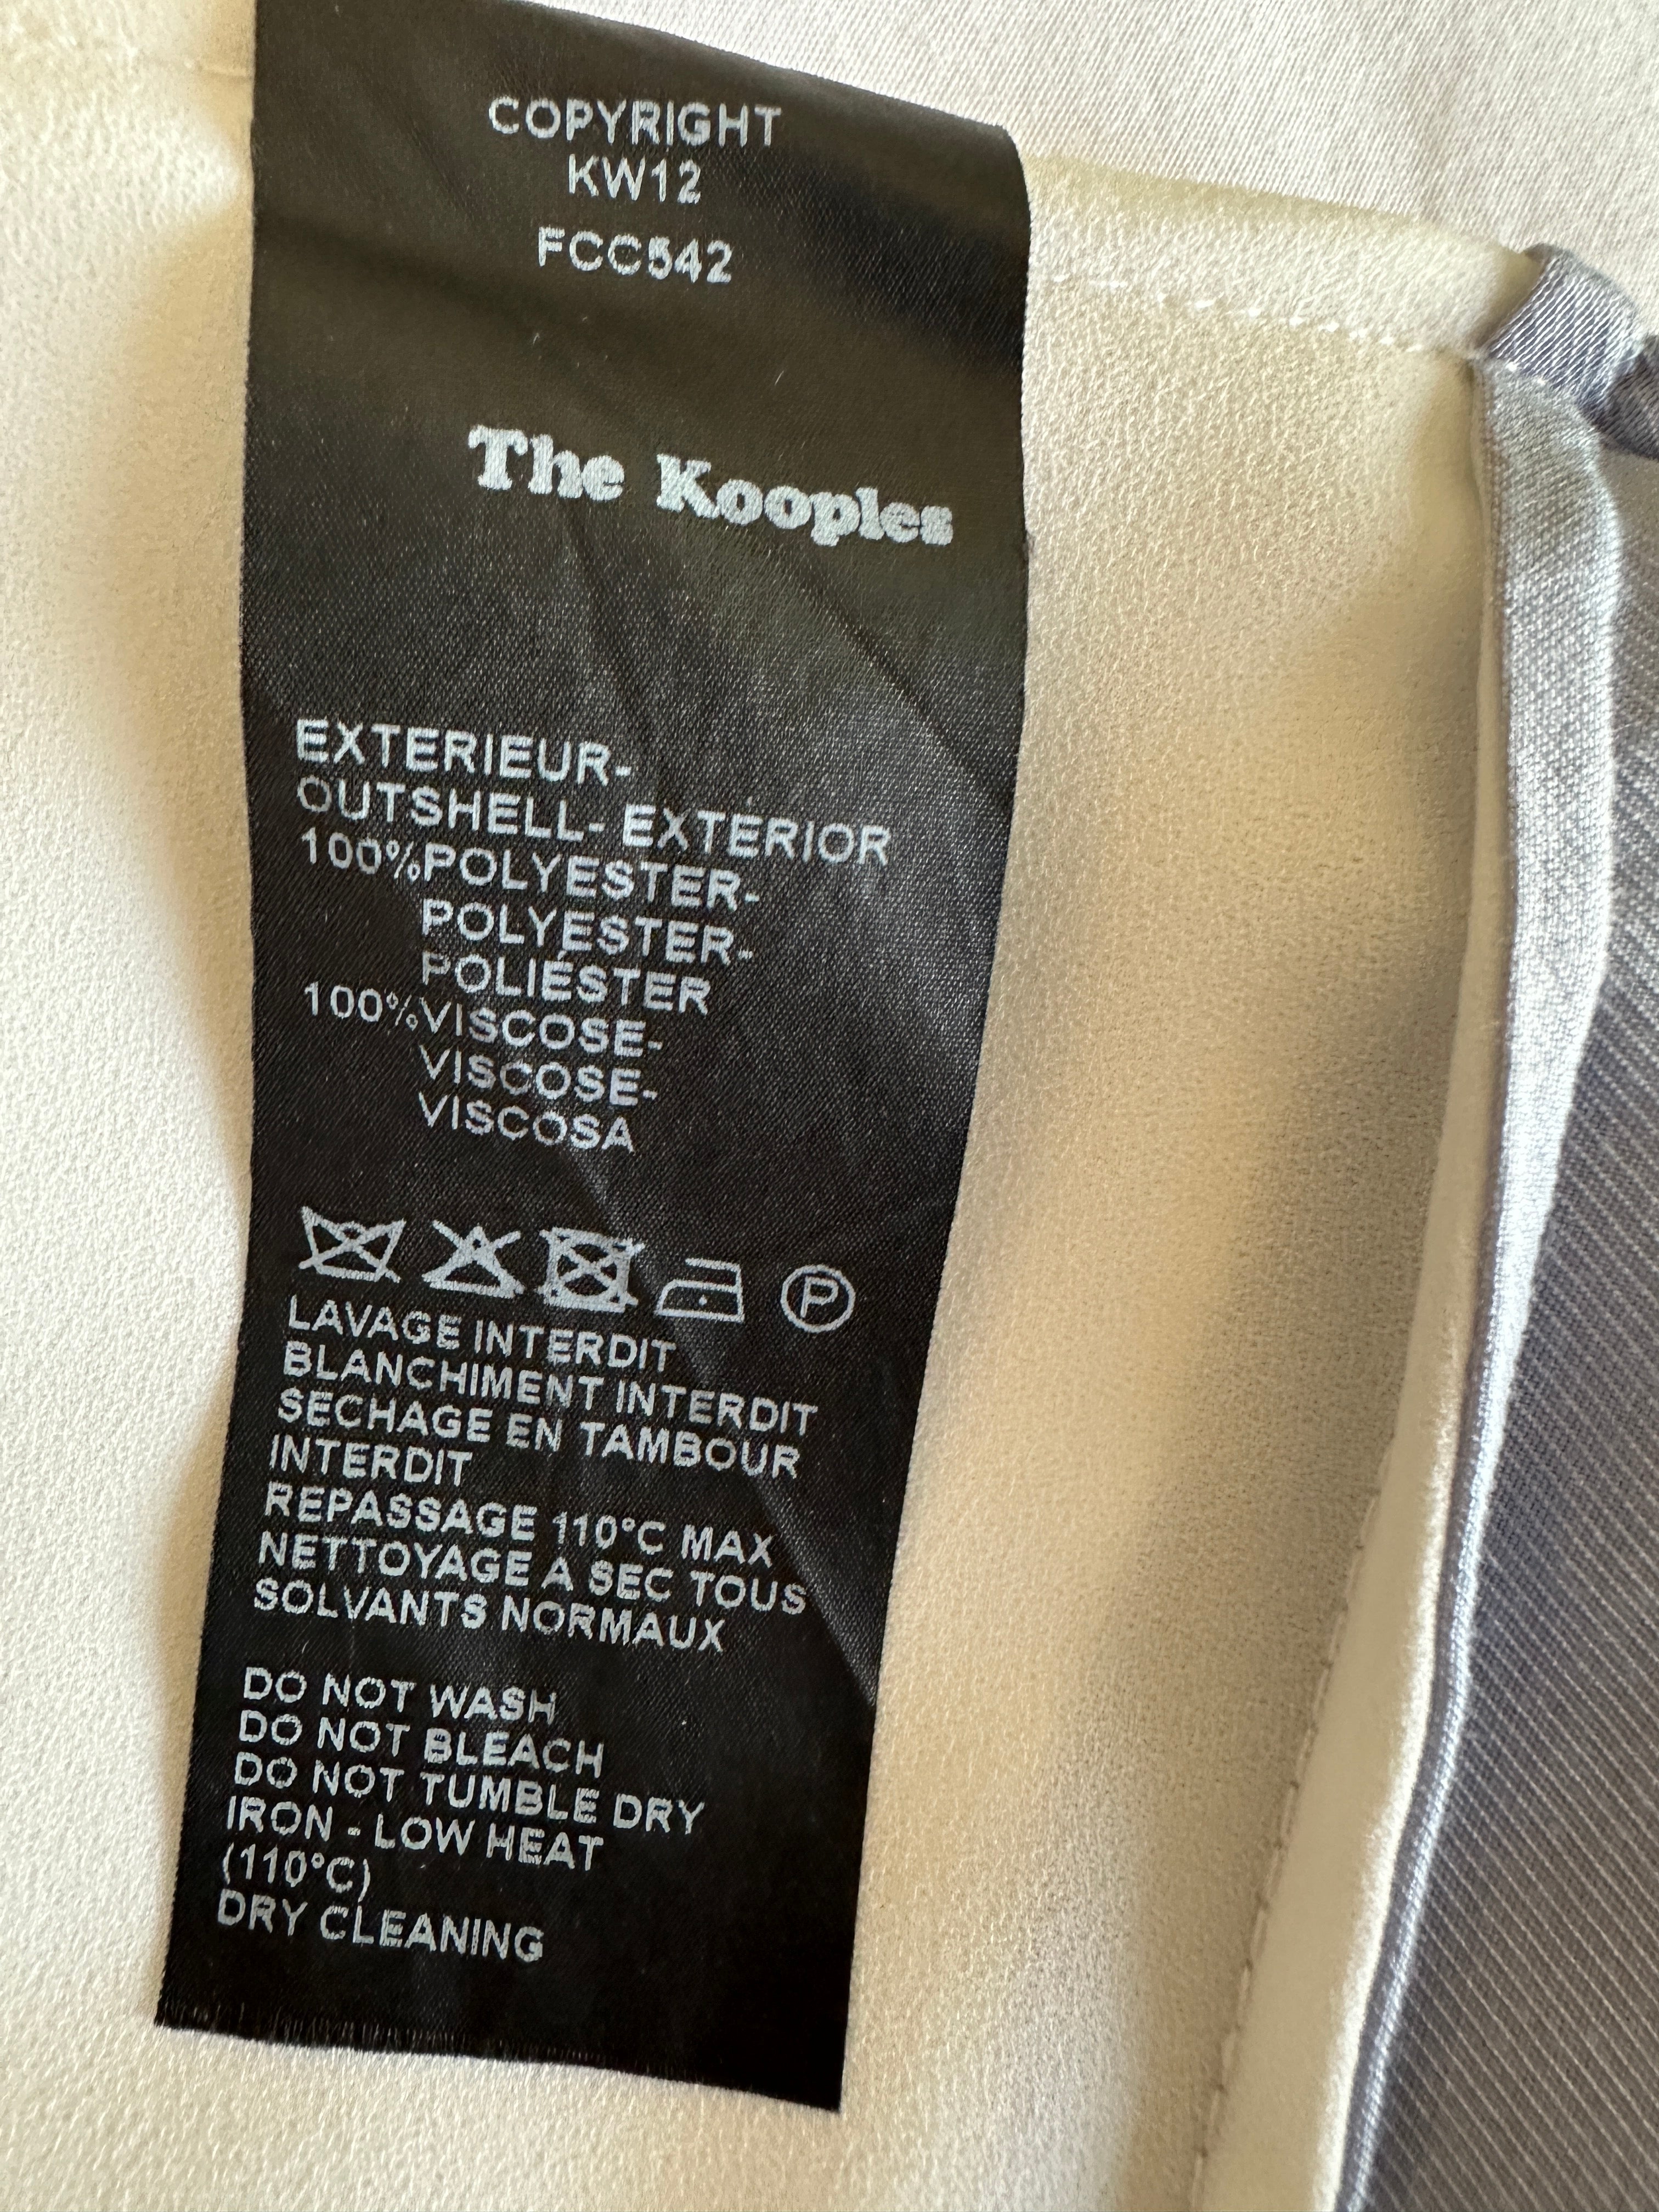 COPYRIGHT
KW12
FCC542
The Kooples
EXTERIEUR-
OUTSHELL- EXTERIOR
100%POLYESTER-
POLYESTER-
POLIÉSTER
100%VISCOSE-
VISCOSE-
VISCOSA
P
LAVAGE INTERDIT
BLANCHIMENT INTERDIT
SECHAGE EN TAMBOUR
INTERDIT
REPASSAGE 110°C MAX
NETTOYAGE A SEC TOUS
SOLVANTS NORMAUX
DO NOT WASH
DO NOT BLEACH
DO NOT TUMBLE DRY
IRON - LOW HEAT
(110°C)
DRY CLEANING